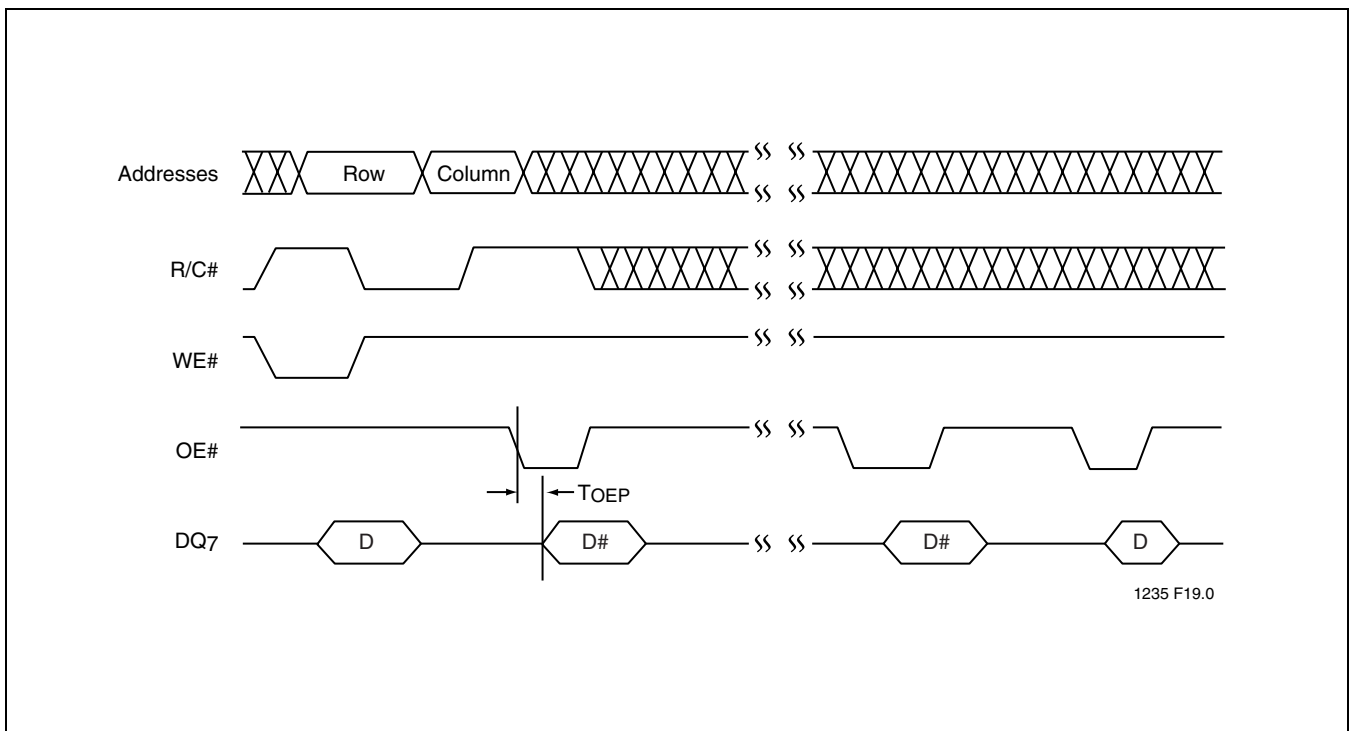 Addresses Row Column
R/C#
WE#
OE#
TOEP
DQ7 D D# D# D
1235 F19.0